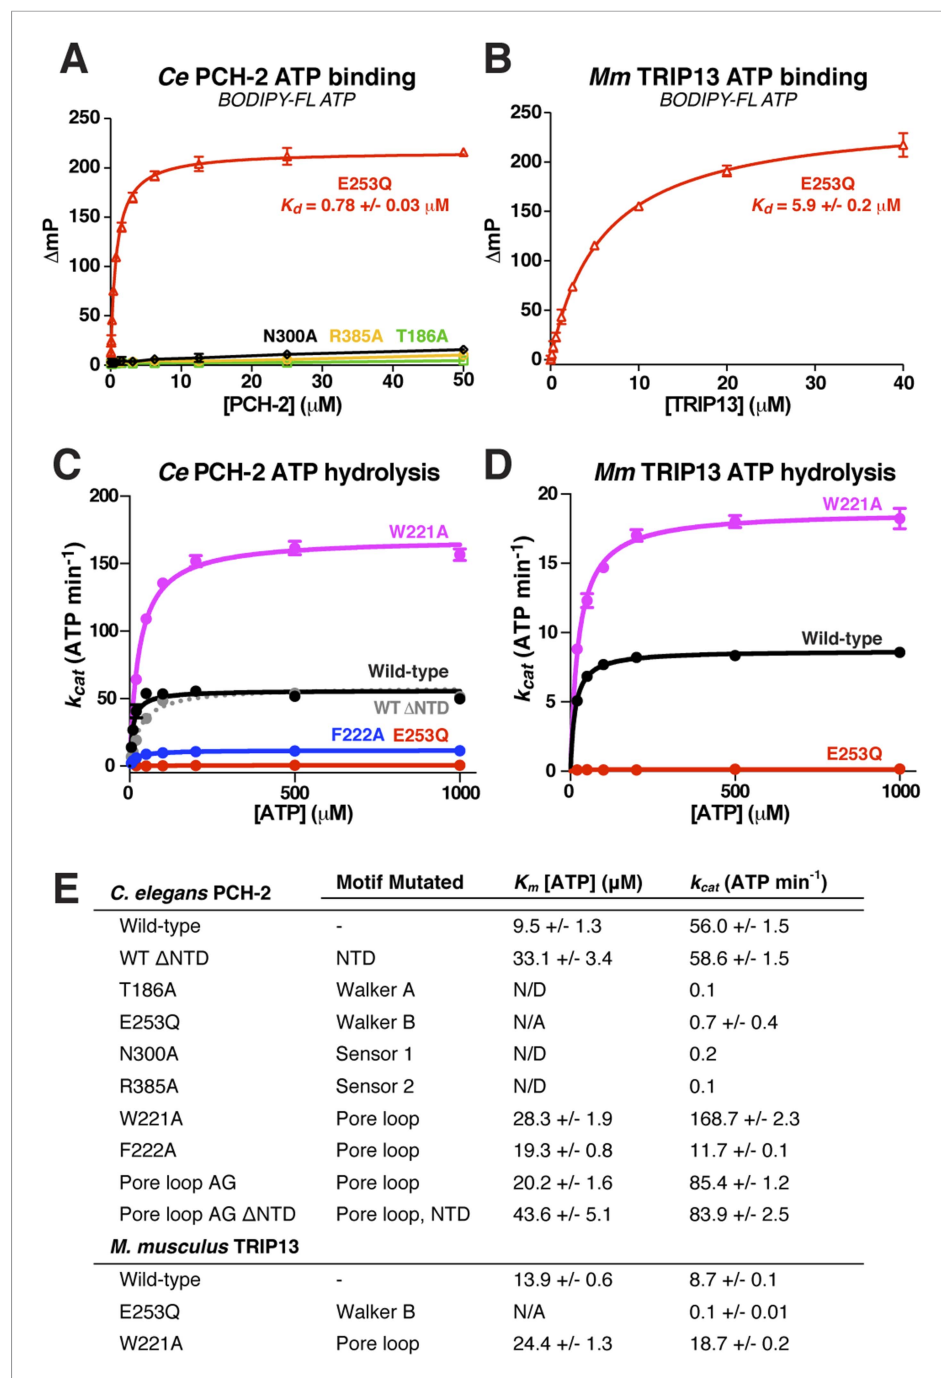 A
Ce PCH-2 ATP binding
BODIPY-FL ATP
250
200
150
100
50
0
ΔmP
E253Q
Kd = 0.78 +/- 0.03 μM
N300A R385A T186A
0 10 20 30 40 50
[PCH-2] (μM)
B
Mm TRIP13 ATP binding
BODIPY-FL ATP
250
200
150
100
50
0
ΔmP
E253Q
Kd = 5.9 +/- 0.2 μM
0 10 20 30 40
[TRIP13] (μM)
C
Ce PCH-2 ATP hydrolysis
200
150
100
50
0
kcat (ATP min-1)
W221A
Wild-type
WT ΔNTD
F222A E253Q
0 500 1000
[ATP] (μM)
D
Mm TRIP13 ATP hydrolysis
20
15
10
5
0
kcat (ATP min-1)
W221A
Wild-type
E253Q
0 500 1000
[ATP] (μM)
E
C. elegans PCH-2 Motif Mutated Km [ATP] (μM) kcat (ATP min-1)
Wild-type - 9.5 +/- 1.3 56.0 +/- 1.5
WT ΔNTD NTD 33.1 +/- 3.4 58.6 +/- 1.5
T186A Walker A N/D 0.1
E253Q Walker B N/A 0.7 +/- 0.4
N300A Sensor 1 N/D 0.2
R385A Sensor 2 N/D 0.1
W221A Pore loop 28.3 +/- 1.9 168.7 +/- 2.3
F222A Pore loop 19.3 +/- 0.8 11.7 +/- 0.1
Pore loop AG Pore loop 20.2 +/- 1.6 85.4 +/- 1.2
Pore loop AG ΔNTD Pore loop, NTD 43.6 +/- 5.1 83.9 +/- 2.5
M. musculus TRIP13
Wild-type - 13.9 +/- 0.6 8.7 +/- 0.1
E253Q Walker B N/A 0.1 +/- 0.01
W221A Pore loop 24.4 +/- 1.3 18.7 +/- 0.2